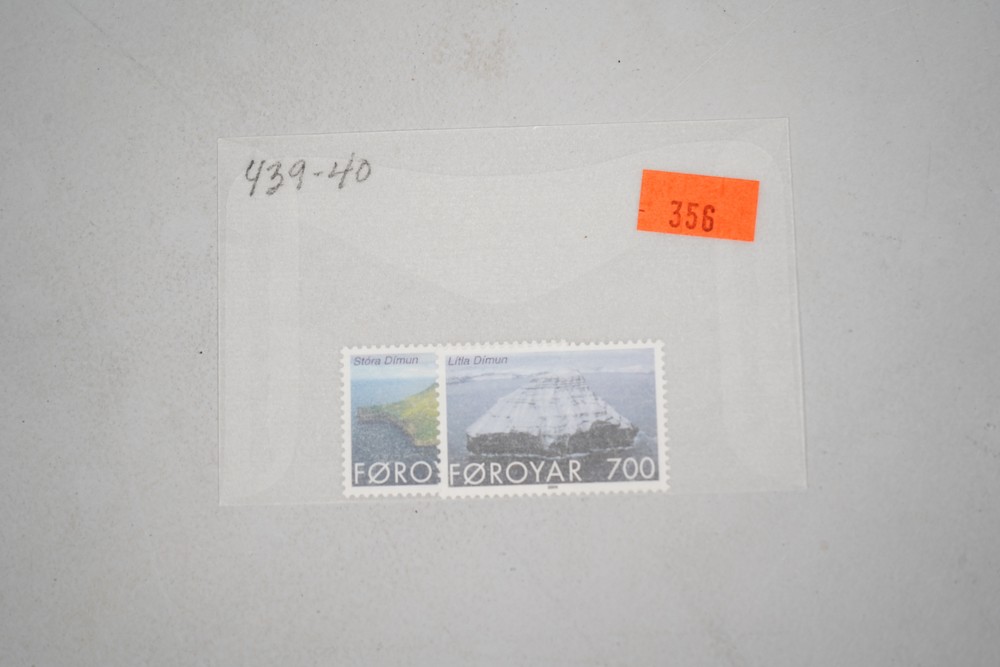 439-40
356
Stóra Dímun
FØROY
Lítla Dímun
FØROYAR 700